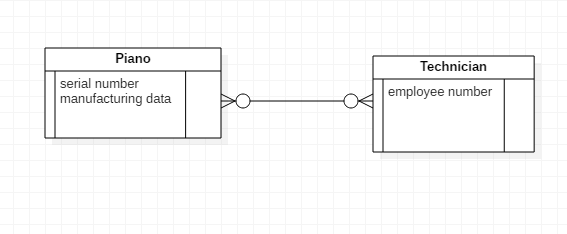 Piano
serial number
manufacturing data
Technician
employee number